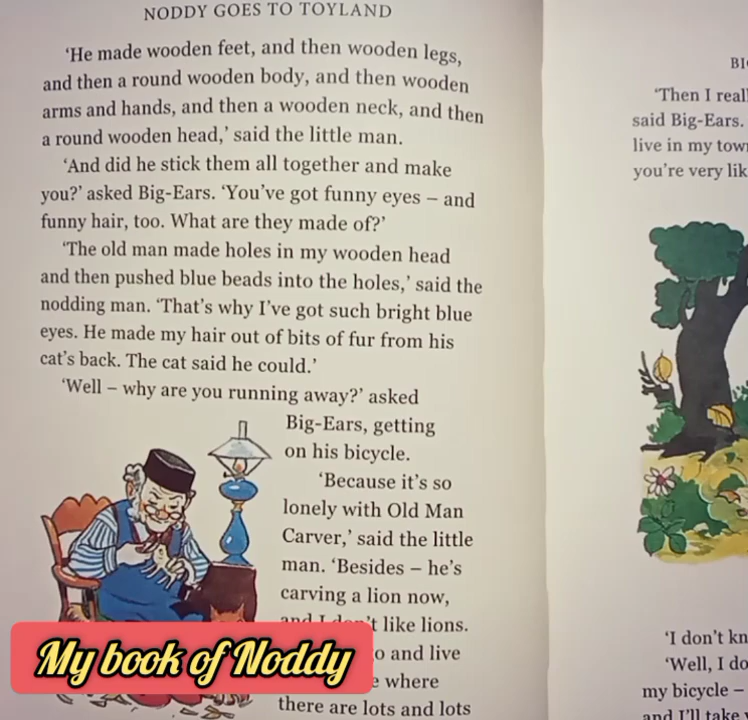 NODDY GOES TO TOYLAND
'He made wooden feet, and then wooden legs,
and then a round wooden body, and then wooden
arms and hands, and then a wooden neck, and then
a round wooden head,' said the little man.
'And did he stick them all together and make
you?' asked Big-Ears. 'You've got funny eyes – and
funny hair, too. What are they made of?'
'The old man made holes in my wooden head
and then pushed blue beads into the holes,' said the
nodding man. 'That's why I've got such bright blue
eyes. He made my hair out of bits of fur from his
cat's back. The cat said he could.'
'Well – why are you running away?' asked
Big-Ears, getting
on his bicycle.
'Because it's so
lonely with Old Man
Carver,' said the little
man. 'Besides – he's
carving a lion now,
like lions.
and live
where
there are lots and lots
My book of Noddy
'Then I
said Big-Ears.
live in my
you're very
'I don't
'Well, I
my bicycle –
and I'll take